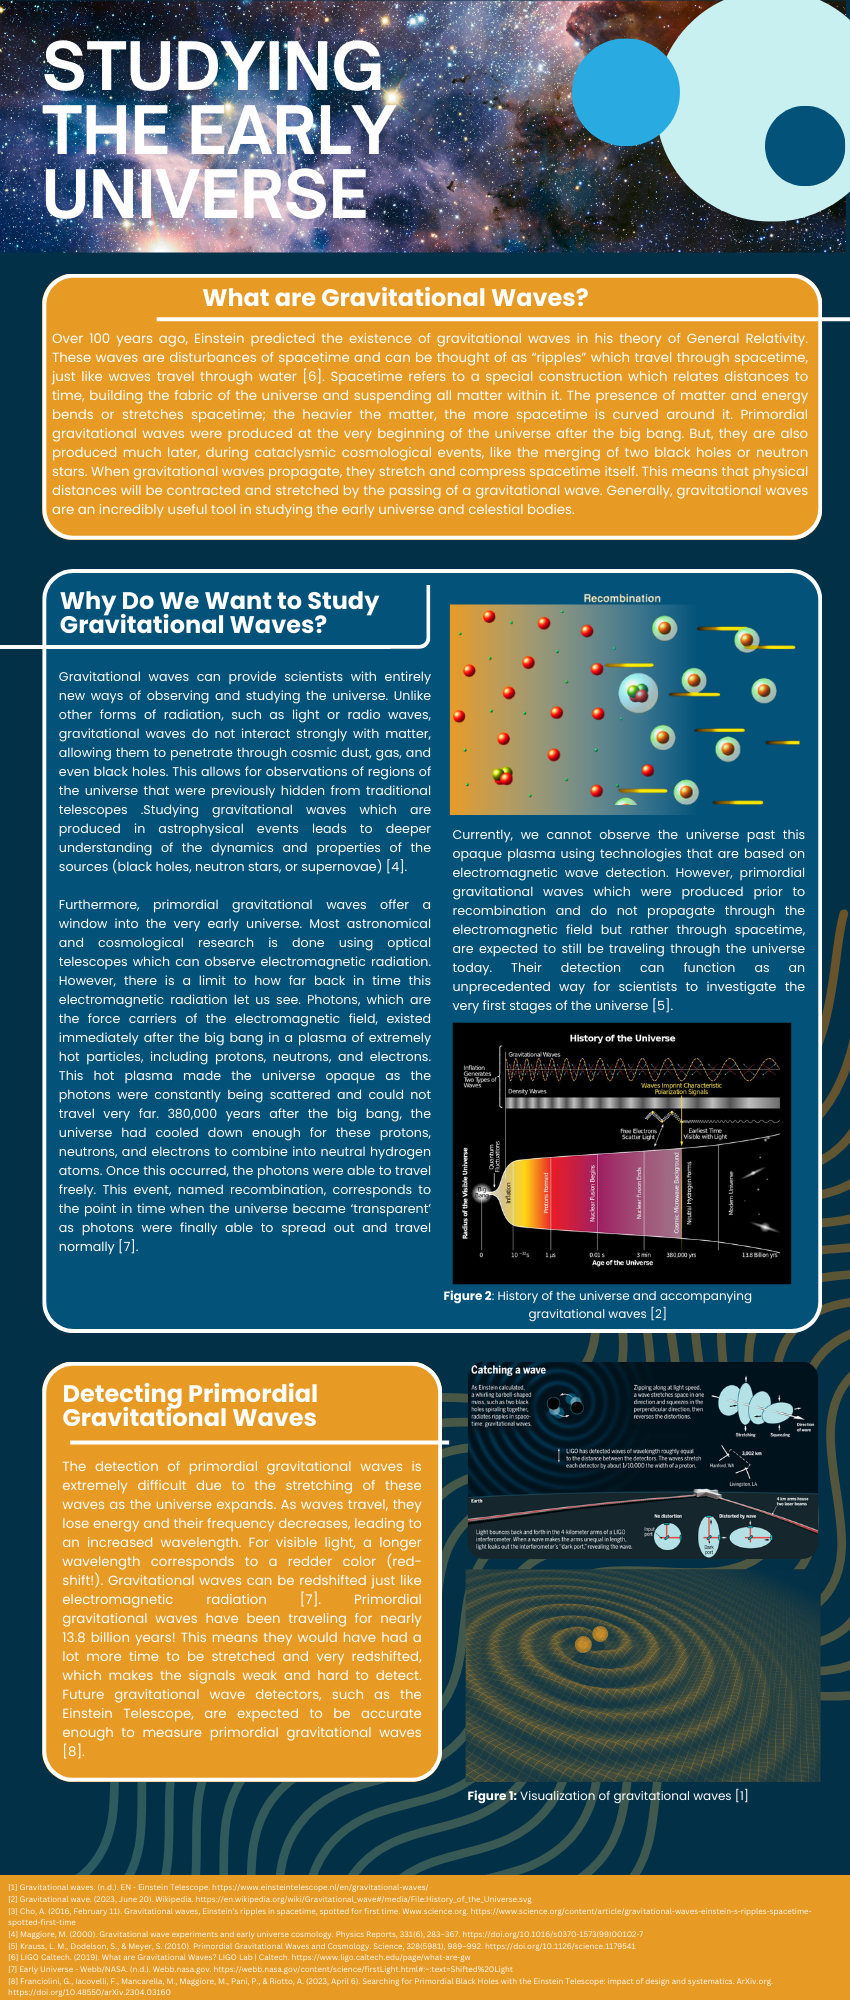 STUDYING
THE EARLY
UNIVERSE
What are Gravitational Waves?
Over 100 years ago, Einstein predicted the existence of gravitational waves in his theory of General Relativity.
These waves are disturbances of spacetime and can be thought of as “ripples” which travel through spacetime,
just like waves travel through water [6]. Spacetime refers to a special construction which relates distances to
time, building the fabric of the universe and suspending all matter within it. The presence of matter and energy
bends or stretches spacetime; the heavier the matter, the more spacetime is curved around it. Primordial
gravitational waves were produced at the very beginning of the universe after the big bang. But, they are also
produced much later, during cataclysmic cosmological events, like the merging of two black holes or neutron
stars. When gravitational waves propagate, they stretch and compress spacetime itself. This means that physical
distances will be contracted and stretched by the passing of a gravitational wave. Generally, gravitational waves
are an incredibly useful tool in studying the early universe and celestial bodies.
Why Do We Want to Study
Gravitational Waves?
Gravitational waves can provide scientists with entirely
new ways of observing and studying the universe. Unlike
other forms of radiation, such as light or radio waves,
gravitational waves do not interact strongly with matter,
allowing them to penetrate through cosmic dust, gas, and
even black holes. This allows for observations of regions of
the universe that were previously hidden from traditional
telescopes .Studying gravitational waves which are
produced in astrophysical events leads to deeper
understanding of the dynamics and properties of the
sources (black holes, neutron stars, or supernovae) [4].
Furthermore, primordial gravitational waves offer a
window into the very early universe. Most astronomical
and cosmological research is done using optical
telescopes which can observe electromagnetic radiation.
However, there is a limit to how far back in time this
electromagnetic radiation let us see. Photons, which are
the force carriers of the electromagnetic field, existed
immediately after the big bang in a plasma of extremely
hot particles, including protons, neutrons, and electrons.
This hot plasma made the universe opaque as the
photons were constantly being scattered and could not
travel very far. 380,000 years after the big bang, the
universe had cooled down enough for these protons,
neutrons, and electrons to combine into neutral hydrogen
atoms. Once this occurred, the photons were able to travel
freely. This event, named recombination, corresponds to
the point in time when the universe became ‘transparent’
as photons were finally able to spread out and travel
normally [7].
Recombination
Currently, we cannot observe the universe past this
opaque plasma using technologies that are based on
electromagnetic wave detection. However, primordial
gravitational waves which were produced prior to
recombination and do not propagate through the
electromagnetic field but rather through spacetime,
are expected to still be traveling through the universe
today. Their detection can function as an
unprecedented way for scientists to investigate the
very first stages of the universe [5].
History of the Universe
Gravitational Waves
Inflation
Generates
Two Types of
Waves
Waves Imprint Characteristic
Polarization Signals
Density Waves
Free Electrons
Scatter Light
Earliest Time
Visible with Light
Radius of the Visible Universe
Quantum
Fluctuations
Inflation
Protons Formed
Nuclear Fusion Begins
Nuclear Fusion Ends
Cosmic Microwave Background
Neutral Hydrogen Forms
Modern Universe
0
10⁻³²s
1 µs
0.01 s
3 min
380,000 yrs
13.8 Billion yrs
Age of the Universe
Figure 2: History of the universe and accompanying
gravitational waves [2]
Detecting Primordial
Gravitational Waves
The detection of primordial gravitational waves is
extremely difficult due to the stretching of these
waves as the universe expands. As waves travel, they
lose energy and their frequency decreases, leading to
an increased wavelength. For visible light, a longer
wavelength corresponds to a redder color (red-
shift!). Gravitational waves can be redshifted just like
electromagnetic radiation [7]. Primordial
gravitational waves have been traveling for nearly
13.8 billion years! This means they would have had a
lot more time to be stretched and very redshifted,
which makes the signals weak and hard to detect.
Future gravitational wave detectors, such as the
Einstein Telescope, are expected to be accurate
enough to measure primordial gravitational waves
[8].
Catching a wave
As Einstein calculated,
a whirling barbell-shaped
mass, such as two black
holes spiraling together,
radiates ripples in space-
time: gravitational waves.
Zipping along at light speed,
a wave stretches space in one
direction and squeezes in the
perpendicular direction, then
reverses the distortions.
Stretching
Squeezing
Direction
of wave
LIGO has detected waves of wavelength roughly equal
to the distance between the detectors. The waves stretch
each detector by about 1/10,000 the width of a proton.
3,002 km
Hanford, WA
Livingston, LA
Earth
4 km arms house
two laser beams
No distortion
Distorted by wave
Input
port
Dark
port
Light bounces back and forth in the 4-kilometer arms of a LIGO
interferometer. When a wave makes the arms unequal in length,
light leaks out the interferometer's "dark port," revealing the wave.
Figure 1: Visualization of gravitational waves [1]
[1] Gravitational waves. (n.d.). EN - Einstein Telescope. https://www.einsteintelescope.nl/en/gravitational-waves/
[2] Gravitational wave. (2023, June 20). Wikipedia. https://en.wikipedia.org/wiki/Gravitational_wave#/media/File:History_of_the_Universe.svg
[3] Cho, A. (2016, February 11). Gravitational waves, Einstein's ripples in spacetime, spotted for first time. Www.science.org. https://www.science.org/content/article/gravitational-waves-einstein-s-ripples-spacetime-
spotted-first-time
[4] Maggiore, M. (2000). Gravitational wave experiments and early universe cosmology. Physics Reports, 331(6), 283–367. https://doi.org/10.1016/s0370-1573(99)00102-7
[5] Krauss, L. M., Dodelson, S., & Meyer, S. (2010). Primordial Gravitational Waves and Cosmology. Science, 328(5981), 989–992. https://doi.org/10.1126/science.1179541
[6] LIGO Caltech. (2019). What are Gravitational Waves? LIGO Lab | Caltech. https://www.ligo.caltech.edu/page/what-are-gw
[7] Early Universe - Webb/NASA. (n.d.). Webb.nasa.gov. https://webb.nasa.gov/content/science/firstLight.html#:~:text=Shifted%20Light
[8] Franciolini, G., Iacovelli, F., Mancarella, M., Maggiore, M., Pani, P., & Riotto, A. (2023, April 6). Searching for Primordial Black Holes with the Einstein Telescope: impact of design and systematics. ArXiv.org.
https://doi.org/10.48550/arXiv.2304.03160